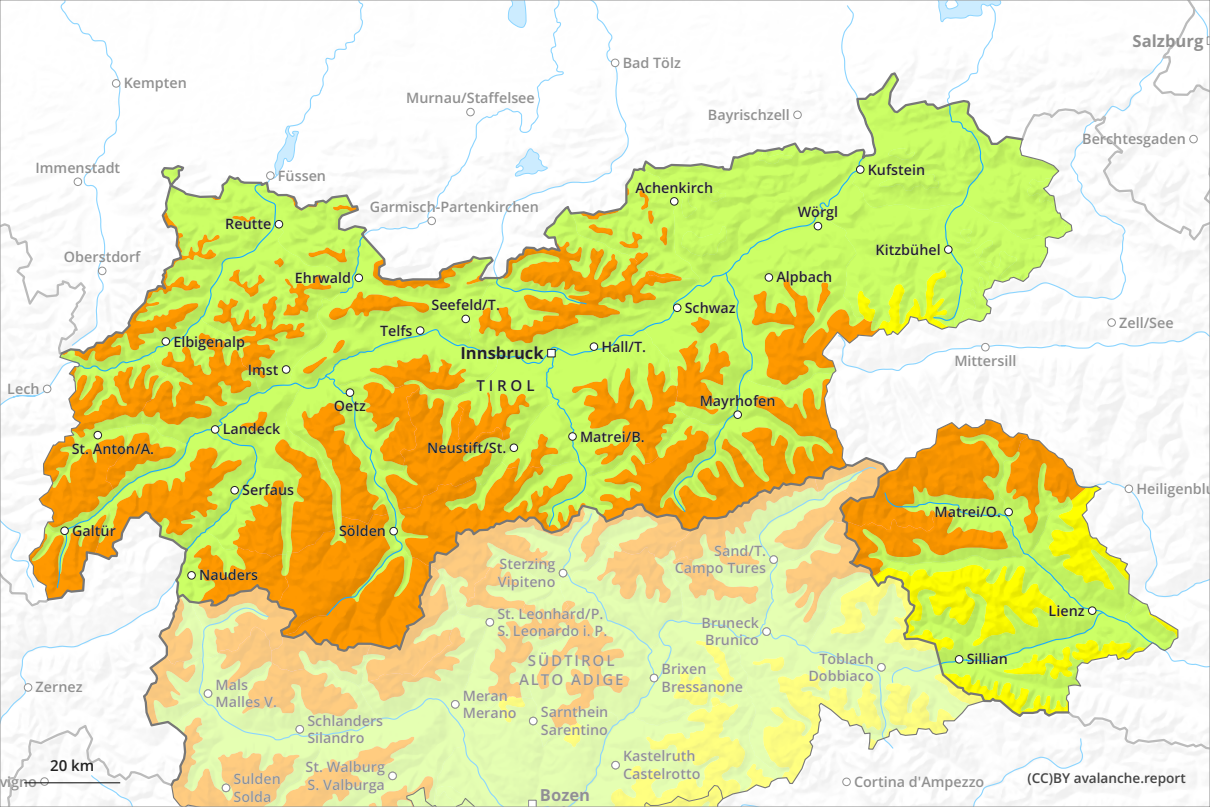 Salzburg
Kempten
Bad Tölz
Murnau/Staffelsee
Bayrischzell
Berchtesgaden
Immenstadt
Füssen
Kufstein
Achenkirch
Garmisch-Partenkirchen
Wörgl
Reutte
Kitzbühel
Oberstdorf
Ehrwald
Alpbach
Seefeld/T.
Schwaz
Zell/See
Telfs
Elbigenalp
Innsbruck
Hall/T.
Mittersill
Imst
TIROL
Lech
Oetz
Mayrhofen
Landeck
Matrei/B.
St. Anton/A.
Neustift/St.
Serfaus
Heiligenblu
Matrei/O.
Galtür
Sölden
Sand/T.
Campo Tures
Sterzing
Vipiteno
Nauders
Lienz
St. Leonhard/P.
S. Leonardo i. P.
Bruneck
Brunico
SÜDTIROL
ALTO ADIGE
Toblach
Dobbiaco
Sillian
Brixen
Bressanone
Zernez
Mals
Malles V.
Meran
Merano
Sarnthein
Sarentino
Schlanders
Silandro
Kastelruth
Castelrotto
20 km
St. Walburg
S. Valburga
vigno
Sulden
Solda
Cortina d'Ampezzo
(CC)BY avalanche.report
Bozen